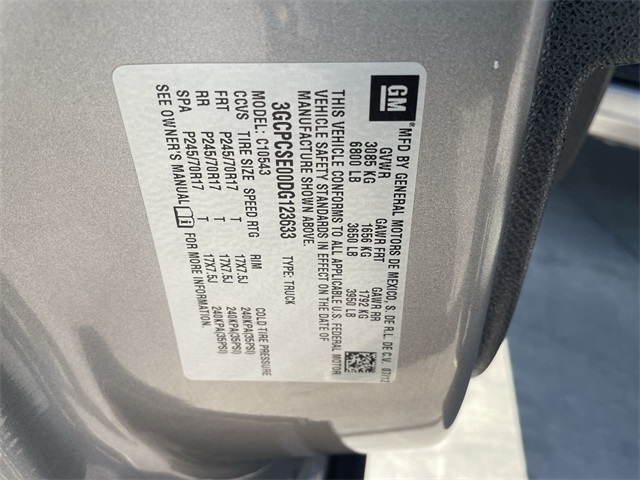 GM®
MFD BY GENERAL MOTORS DE MEXICO, S. DE R.L. DE C.V. 07/12
GVWR GAWR FRT GAWR RR
3085 KG 1656 KG 1792 KG
6800 LB 3650 LB 3950 LB
THIS VEHICLE CONFORMS TO ALL APPLICABLE U.S. FEDERAL MOTOR
VEHICLE SAFETY STANDARDS IN EFFECT ON THE DATE OF
MANUFACTURE SHOWN ABOVE.
3GCPCSE00DG123633 TYPE: TRUCK
MODEL: C10543
CCVS TIRE SIZE SPEED RTG RIM COLD TIRE PRESSURE
FRT P245/70R17 T 17X7.5J 240KPA(35PSI)
RR P245/70R17 T 17X7.5J 240KPA(35PSI)
SPA P245/70R17 T 17X7.5J 240KPA(35PSI)
SEE OWNER'S MANUAL FOR MORE INFORMATION.